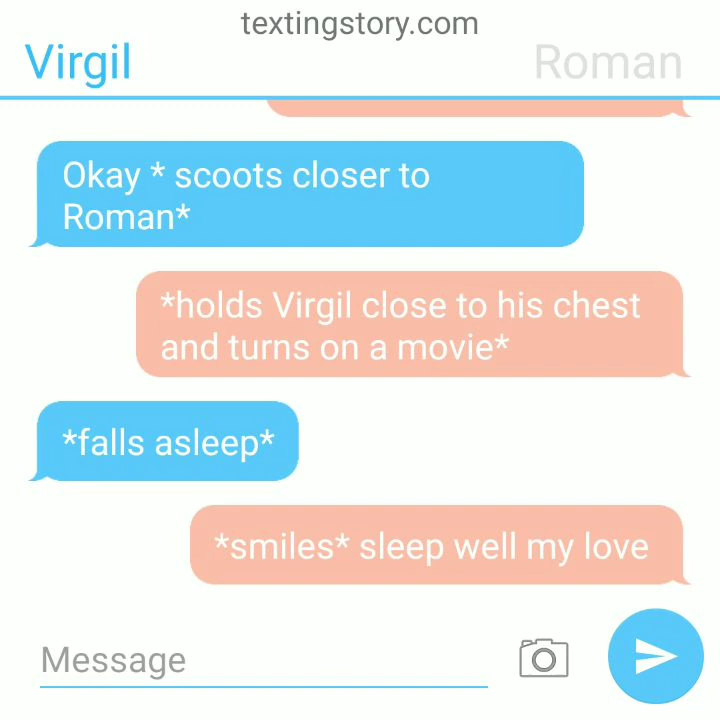 textingstory.com
Virgil
Roman
Okay * scoots closer to
Roman*
*holds Virgil close to his chest
and turns on a movie*
*falls asleep*
*smiles* sleep well my love
Message